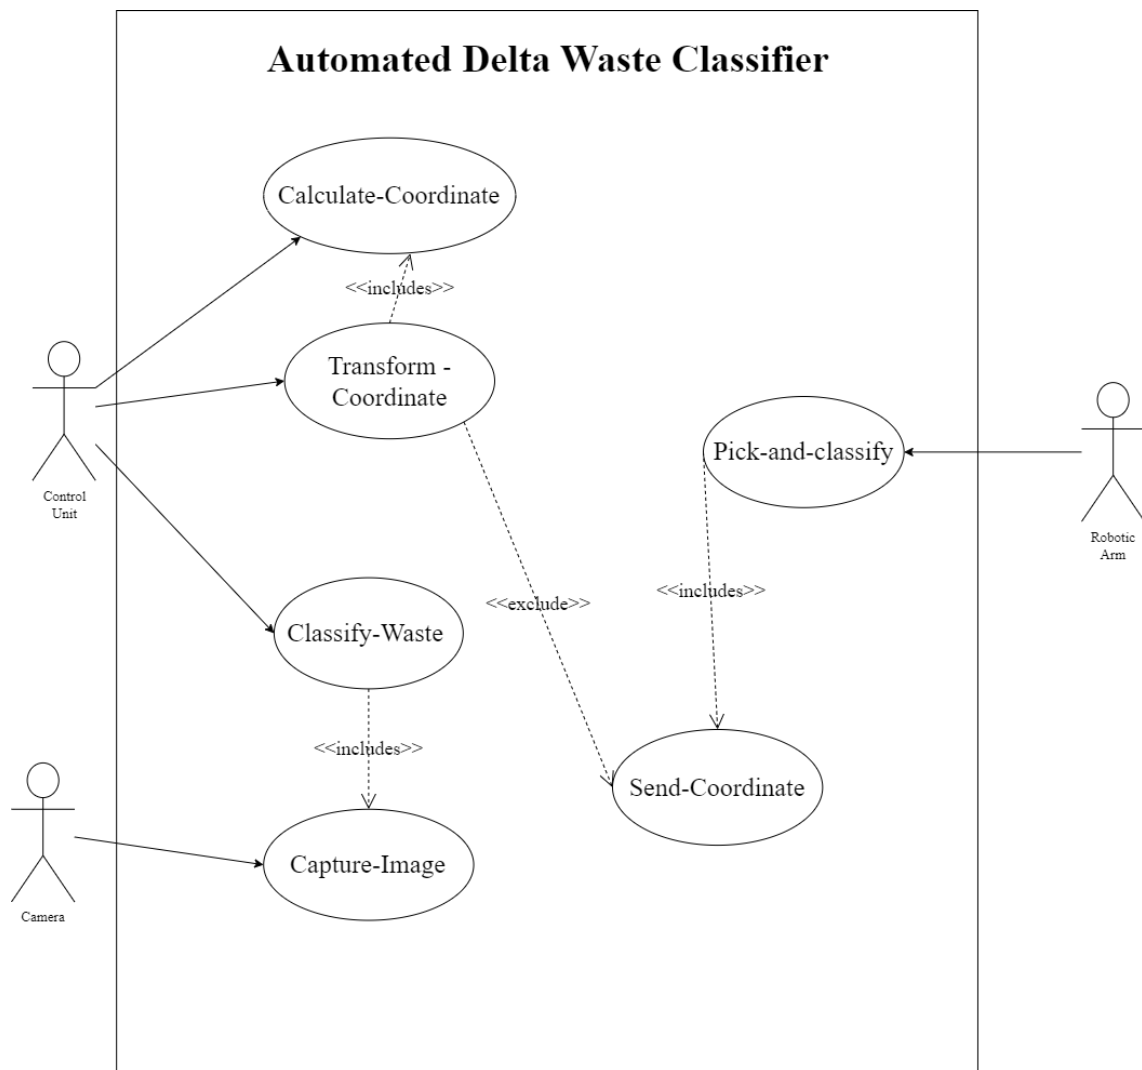 Automated Delta Waste Classifier
Calculate-Coordinate
<<includes>>
Transform -
Coordinate
Control
Unit
Pick-and-classify
Robotic
Arm
<<exclude>>
<<includes>>
Classify-Waste
<<includes>>
Send-Coordinate
Capture-Image
Camera